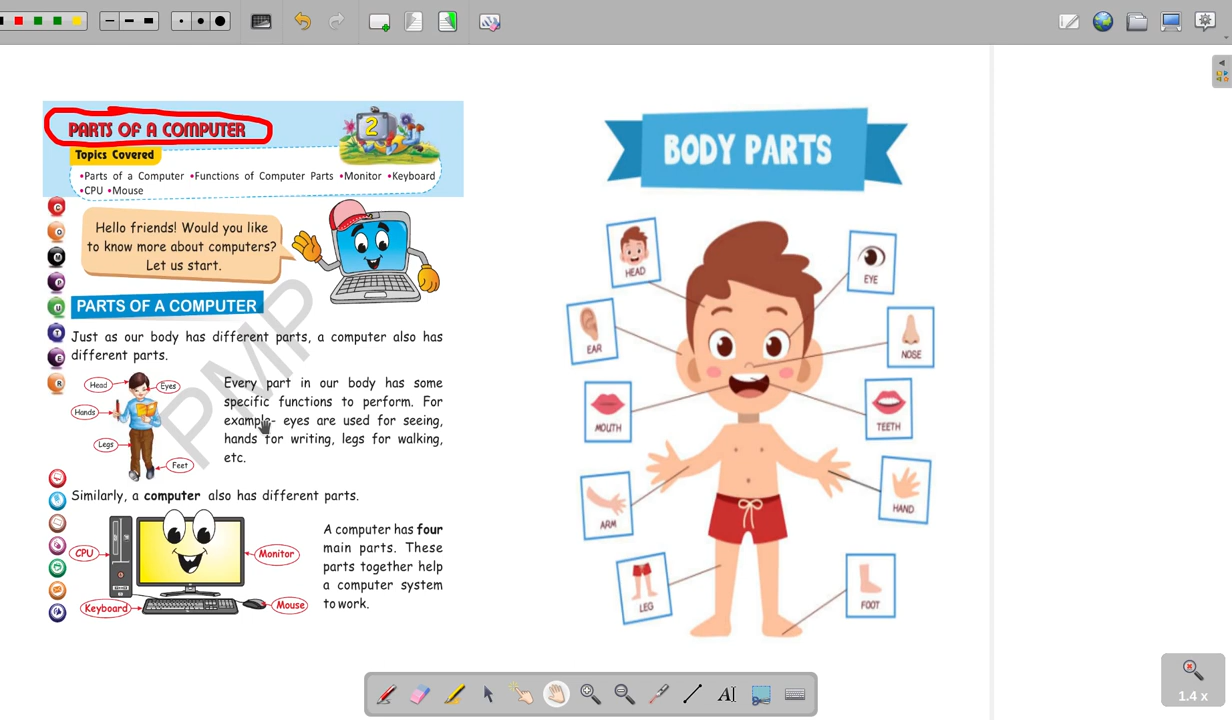 PARTS OF A COMPUTER
2
Topics Covered
•Parts of a Computer •Functions of Computer Parts •Monitor •Keyboard
•CPU •Mouse
Hello friends! Would you like
to know more about computers?
Let us start.
C
O
M
P
U
T
E
R
PARTS OF A COMPUTER
Just as our body has different parts, a computer also has
different parts.
Head
Eyes
Hands
Legs
Feet
Every part in our body has some
specific functions to perform. For
example- eyes are used for seeing,
hands for writing, legs for walking,
etc.
PMP
Similarly, a computer also has different parts.
CPU
Monitor
Keyboard
Mouse
A computer has four
main parts. These
parts together help
a computer system
to work.
BODY PARTS
HEAD
EYE
EAR
NOSE
MOUTH
TEETH
ARM
HAND
LEG
FOOT
AI
1.4 x